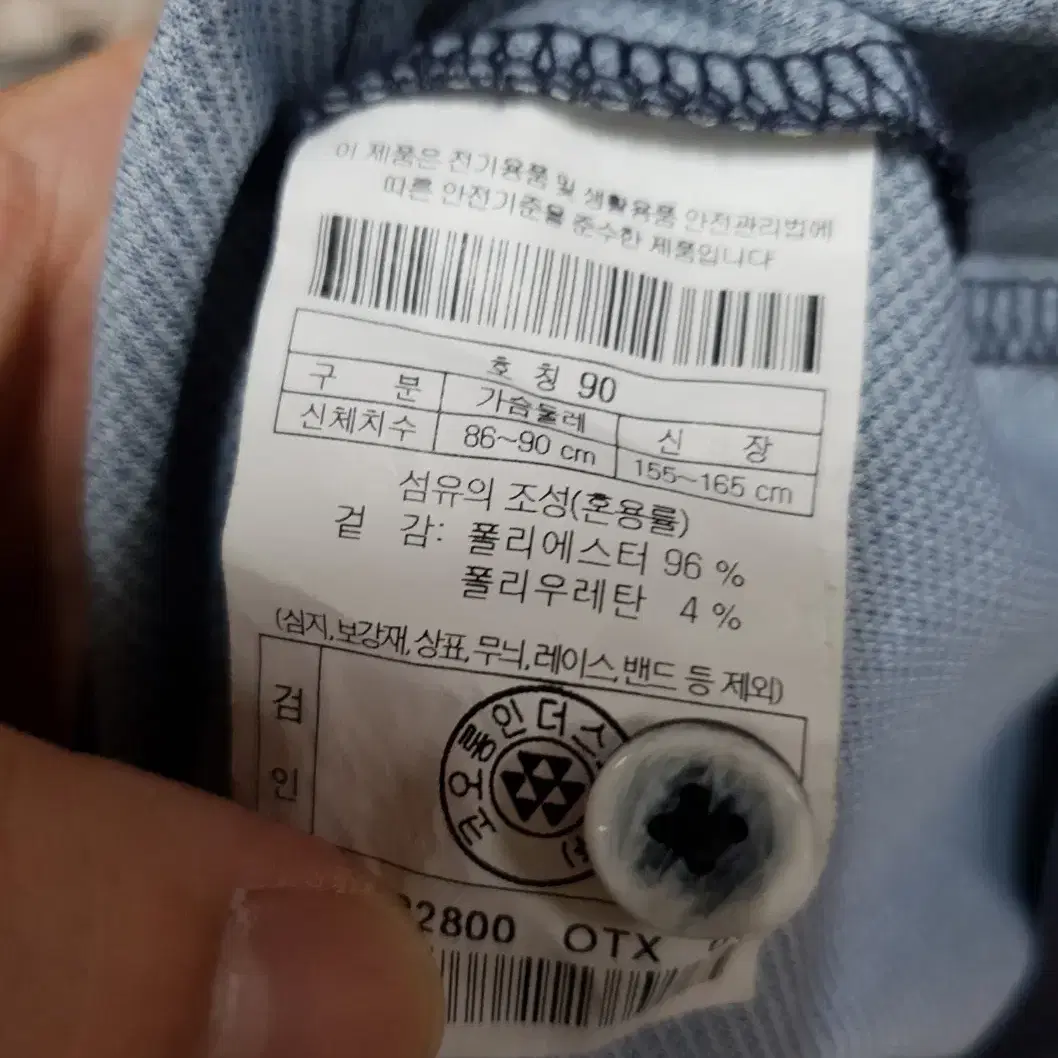 이 제품은 전기용품 및 생활용품 안전관리법에
따른 안전기준을 준수한 제품입니다
호 칭 90
구 분 가슴둘레 신 장
신체치수 86~90 cm 155~165 cm
섬유의 조성(혼용률)
겉 감: 폴리에스터 96 %
폴리우레탄 4 %
(심지,보강재,상표,무늬,레이스,밴드 등 제외)
검
인
코오롱인더스
2800 OTX